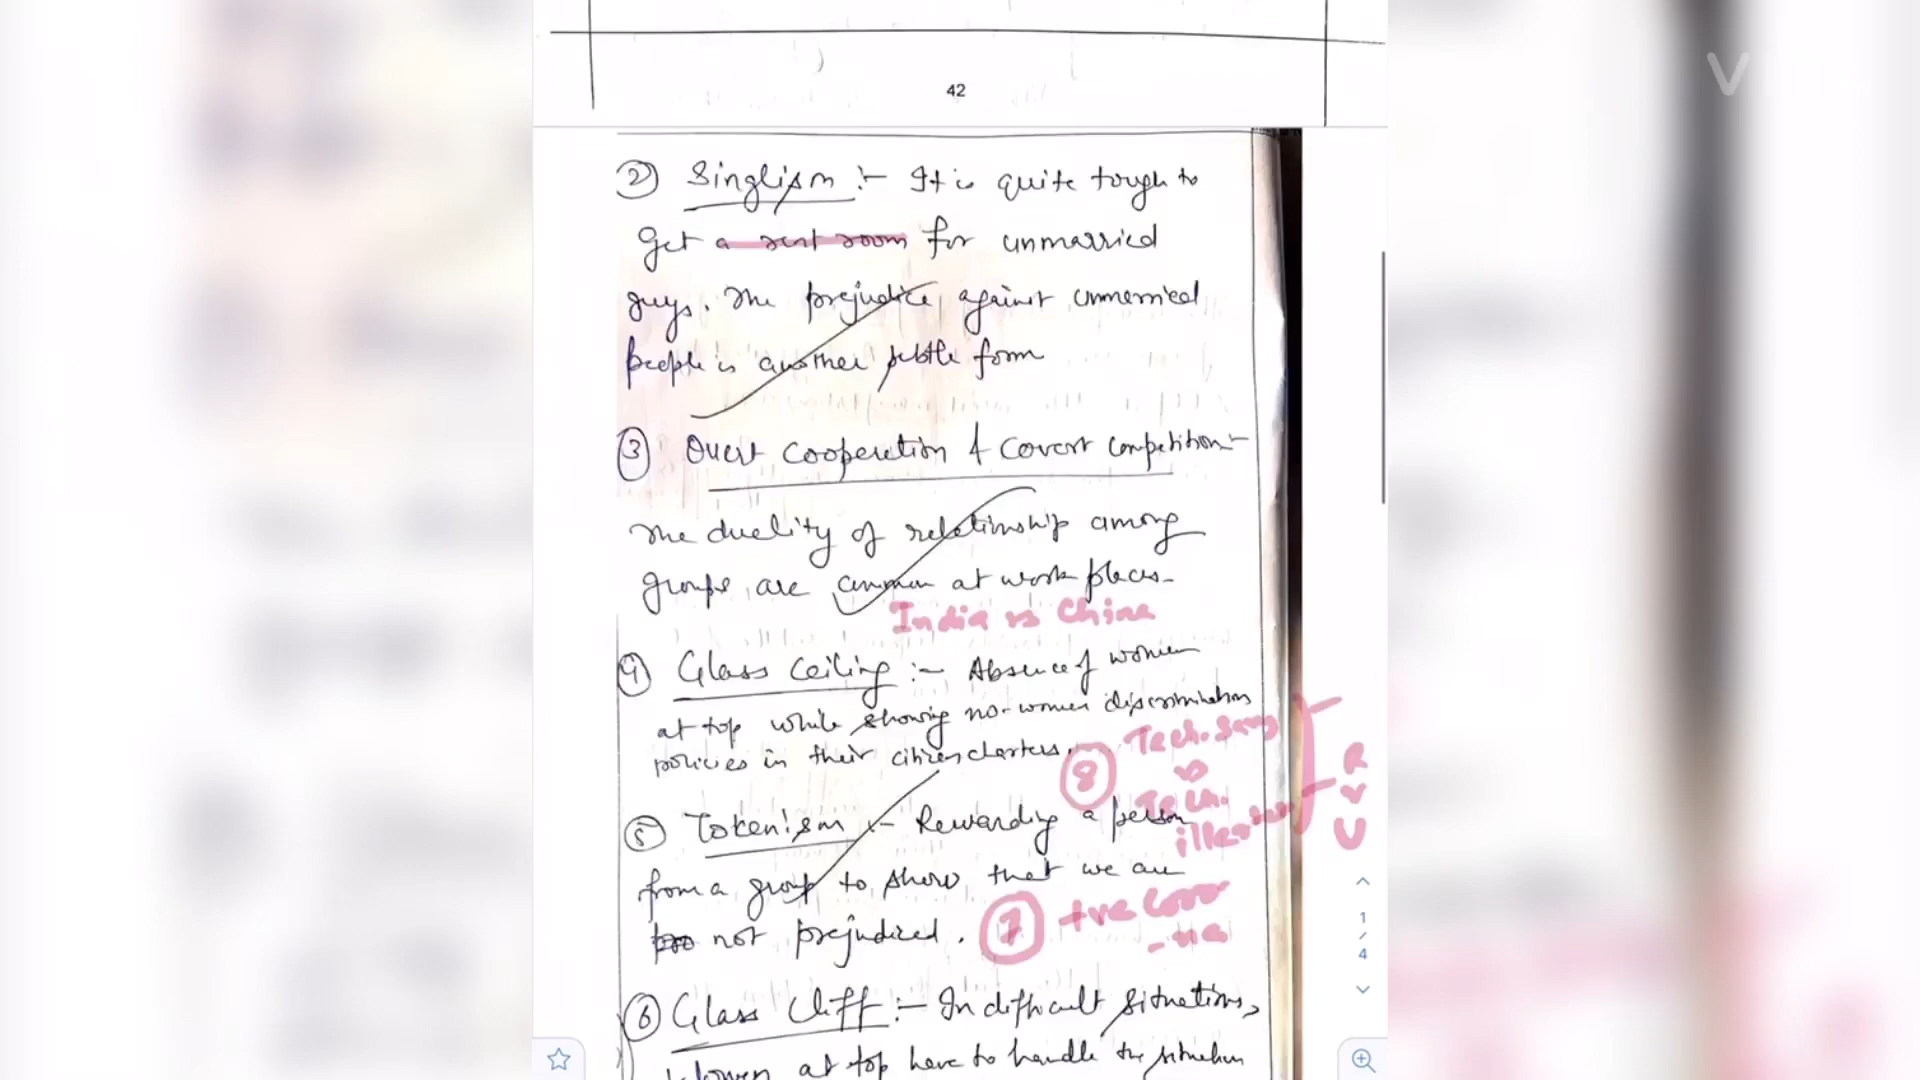 V
42
② Singlism :- It is quite tough to
get a rent room for unmarried
guys. The prejudice against unmerried
people is another subtle form
③ Overt Cooperation & Covert competition -
The duality of relationship among
groups are common at work places-
India vs China
④ Glass Ceiling :- Absence of women
at top while showing no-women discrimination
policies in their citizen charters.
⑧ Tech. Savy
vs
Tech.
R
v
U
⑤ Tokenism :- Rewarding a person
from a group to show that we are
not prejudiced.
⑦ +ve
-ve
1
/
4
⑥ Glass Cliff :- In difficult situations,
women at top have to handle the situation